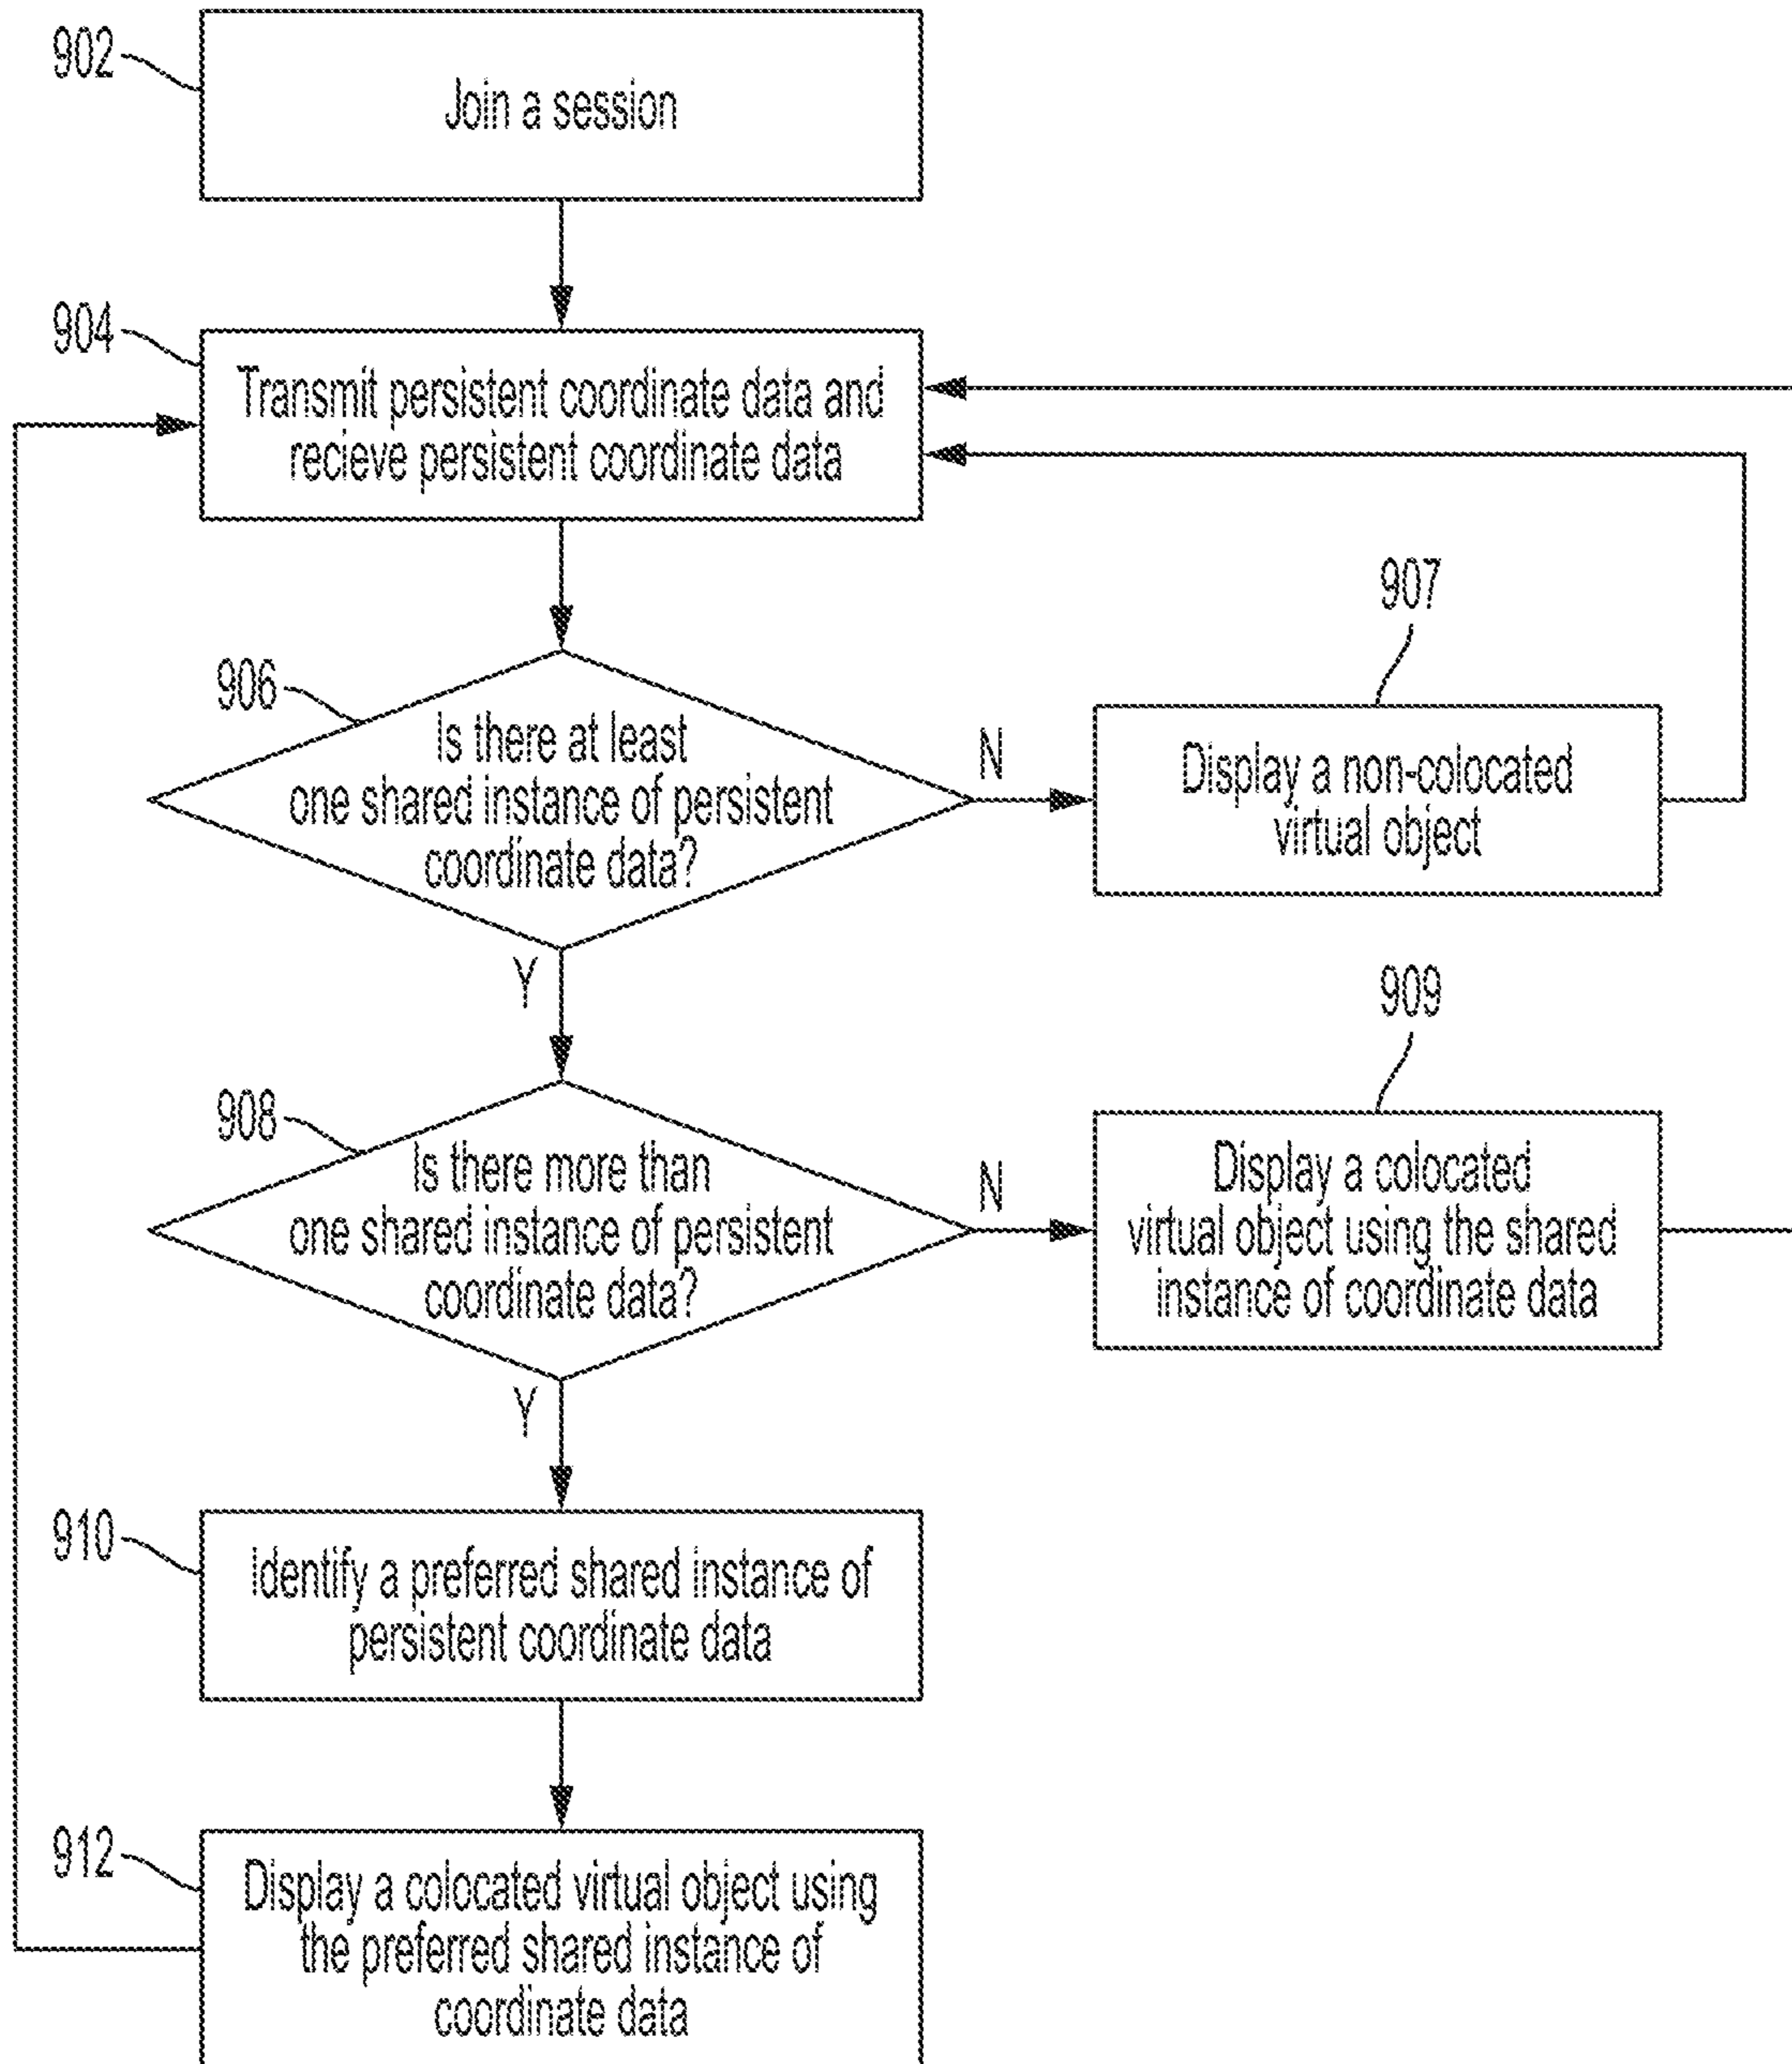 902
Join a session
904
Transmit persistent coordinate data and
recieve persistent coordinate data
906
Is there at least
one shared instance of persistent
coordinate data?
N
907
Display a non-colocated
virtual object
Y
908
Is there more than
one shared instance of persistent
coordinate data?
N
909
Display a colocated
virtual object using the shared
instance of coordinate data
Y
910
Identify a preferred shared instance of
persistent coordinate data
912
Display a colocated virtual object using
the preferred shared instance of
coordinate data